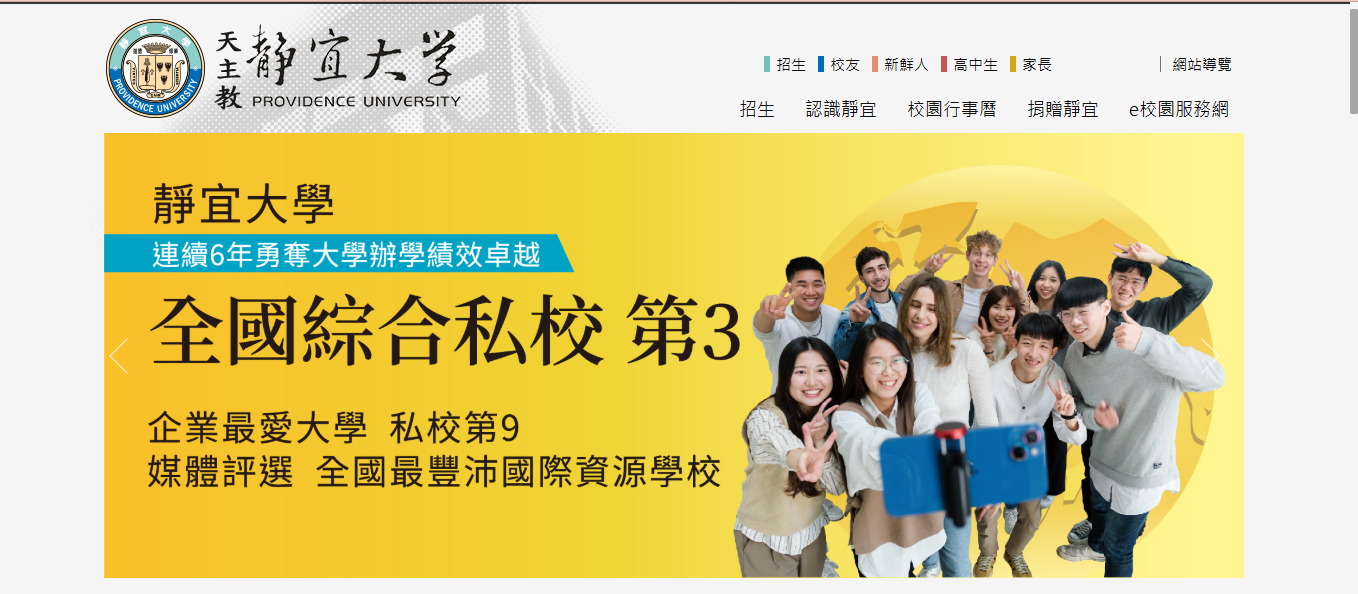 靜宜大學
PROVIDENCE UNIVERSITY
天主教
靜宜大学
PROVIDENCE UNIVERSITY
招生 校友 新鮮人 高中生 家長 網站導覽
招生 認識靜宜 校園行事曆 捐贈靜宜 e校園服務網
靜宜大學
連續6年勇奪大學辦學績效卓越
全國綜合私校 第3
企業最愛大學 私校第9
媒體評選 全國最豐沛國際資源學校